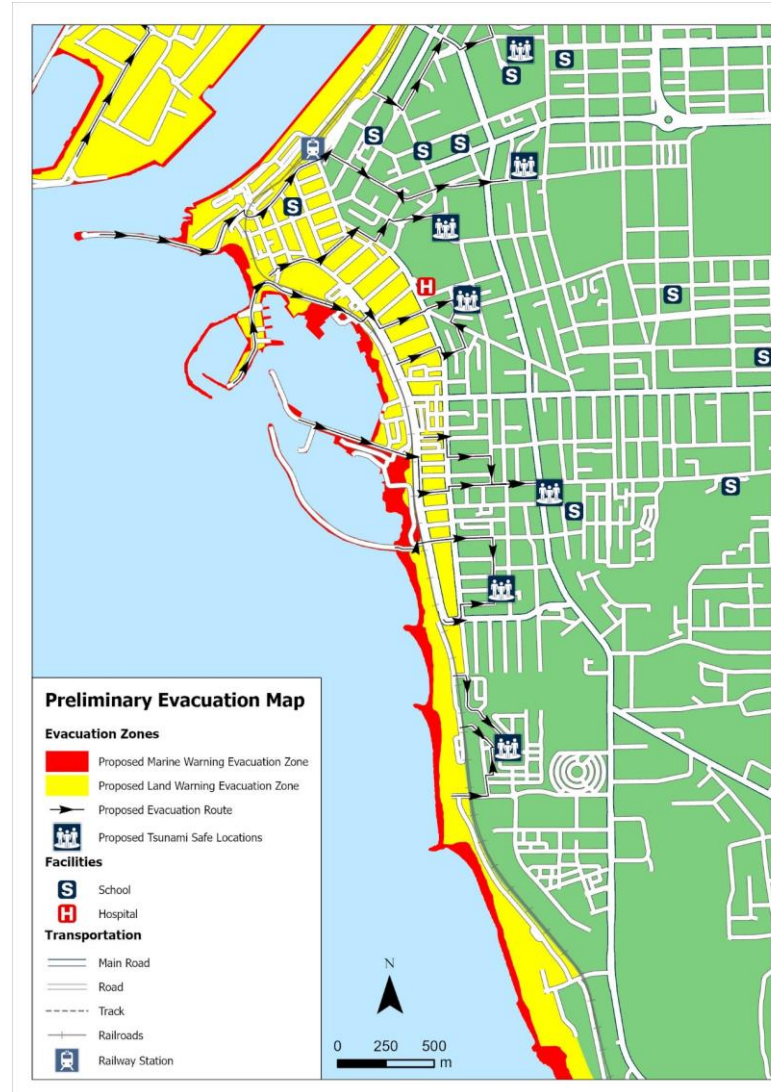 S
S
S
S
S
S
H
S
S
S
S
Preliminary Evacuation Map
Evacuation Zones
Proposed Marine Warning Evacuation Zone
Proposed Land Warning Evacuation Zone
Proposed Evacuation Route
Proposed Tsunami Safe Locations
Facilities
S School
H Hospital
Transportation
Main Road
Road
Track
Railroads
Railway Station
N
0 250 500
m